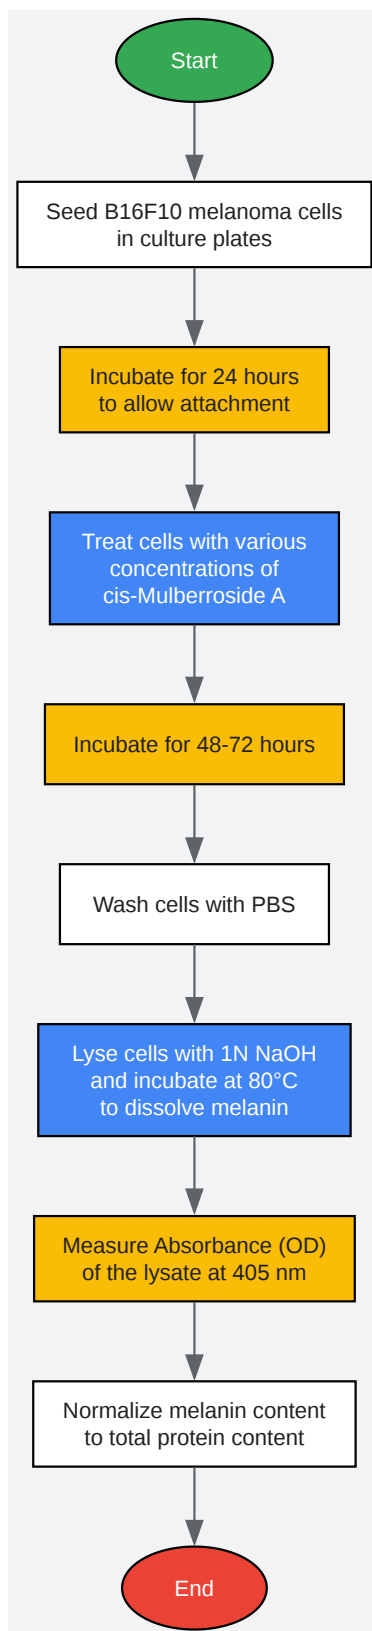 Start
Seed B16F10 melanoma cells
in culture plates
Incubate for 24 hours
to allow attachment
Treat cells with various
concentrations of
cis-Mulberroside A
Incubate for 48-72 hours
Wash cells with PBS
Lyse cells with 1N NaOH
and incubate at 80°C
to dissolve melanin
Measure Absorbance (OD)
of the lysate at 405 nm
Normalize melanin content
to total protein content
End